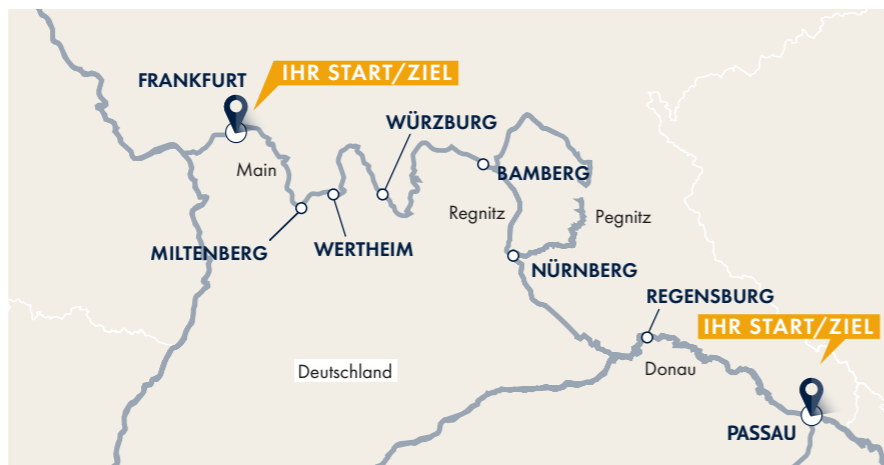 IHR START/ZIEL
FRANKFURT
WÜRZBURG
Main
BAMBERG
Regnitz
Pegnitz
MILTENBERG
WERTHEIM
NÜRNBERG
REGENSBURG
IHR START/ZIEL
Deutschland
Donau
PASSAU